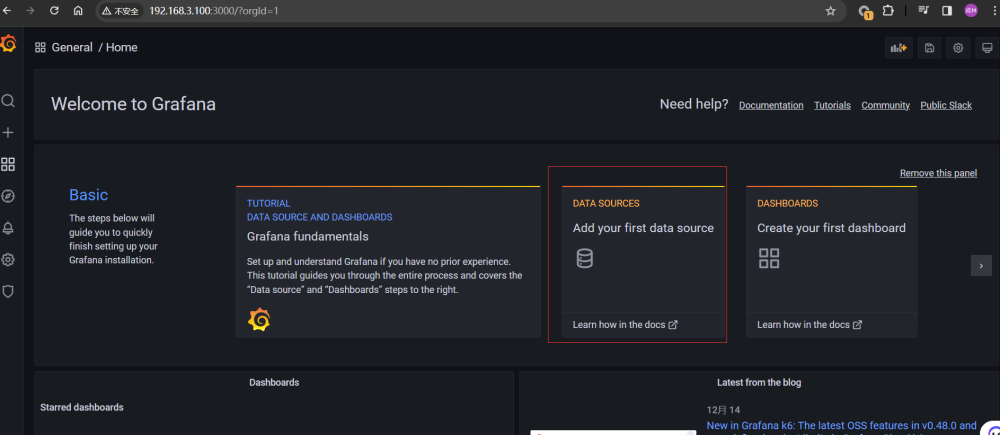 不安全 192.168.3.100:3000/?orgId=1
1
General / Home
Welcome to Grafana
Need help? Documentation Tutorials Community Public Slack
Remove this panel
Basic
The steps below will
guide you to quickly
finish setting up your
Grafana installation.
TUTORIAL
DATA SOURCE AND DASHBOARDS
Grafana fundamentals
Set up and understand Grafana if you have no prior experience.
This tutorial guides you through the entire process and covers the
“Data source” and “Dashboards” steps to the right.
DATA SOURCES
Add your first data source
Learn how in the docs
DASHBOARDS
Create your first dashboard
Learn how in the docs
Dashboards
Starred dashboards
Latest from the blog
12月 14
New in Grafana k6: The latest OSS features in v0.48.0 and